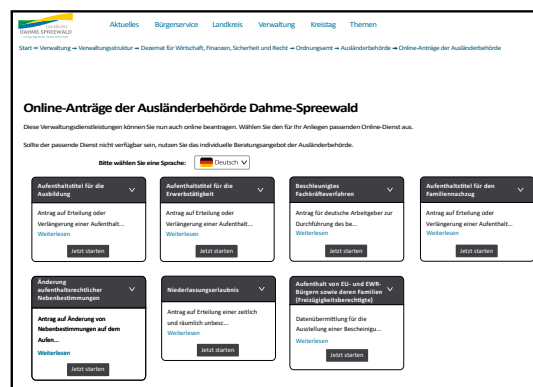 Landkreis
DAHME-SPREEWALD
Aktuelles Bürgerservice Landkreis Verwaltung Kreistag Themen
Start → Verwaltung → Verwaltungsstruktur → Dezernat für Wirtschaft, Finanzen, Sicherheit und Recht → Ordnungsamt → Ausländerbehörde → Online-Anträge der Ausländerbehörde
Online-Anträge der Ausländerbehörde Dahme-Spreewald
Diese Verwaltungsdienstleistungen können Sie nun auch online beantragen. Wählen Sie den für Ihr Anliegen passenden Online-Dienst aus.
Sollte der passende Dienst nicht verfügbar sein, nutzen Sie das individuelle Beratungsangebot der Ausländerbehörde.
Bitte wählen Sie eine Sprache: Deutsch
Aufenthaltstitel für die
Ausbildung
Antrag auf Erteilung oder
Verlängerung einer Aufenthalt...
Weiterlesen
Jetzt starten
Aufenthaltstitel für die
Erwerbstätigkeit
Antrag auf Erteilung oder
Verlängerung einer Aufenthalt...
Weiterlesen
Jetzt starten
Beschleunigtes
Fachkräfteverfahren
Antrag für deutsche Arbeitgeber zur
Durchführung des be...
Weiterlesen
Jetzt starten
Aufenthaltstitel für den
Familiennachzug
Antrag auf Erteilung oder
Verlängerung einer Aufenthalt...
Weiterlesen
Jetzt starten
Änderung
aufenthaltsrechtlicher
Nebenbestimmungen
Antrag auf Änderung von
Nebenbestimmungen auf dem
Aufen...
Weiterlesen
Jetzt starten
Niederlassungserlaubnis
Antrag auf Erteilung einer zeitlich
und räumlich unbesc...
Weiterlesen
Jetzt starten
Aufenthalt von EU- und EWR-
Bürgern sowie deren Familien
(Freizügigkeitsberechtigte)
Datenübermittlung für die
Ausstellung einer Bescheinigu...
Weiterlesen
Jetzt starten